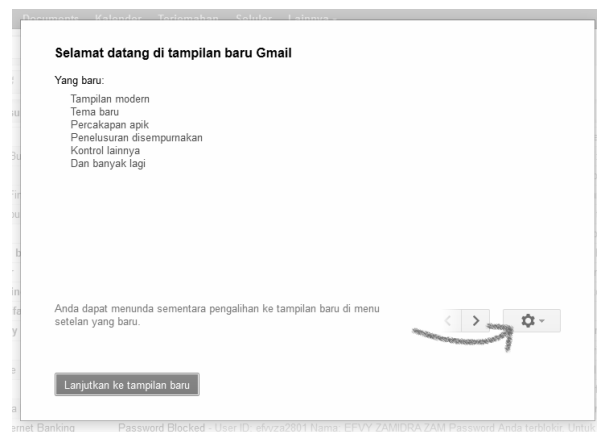 Documents Kalender Terjemahan Seluler Lainnya
Selamat datang di tampilan baru Gmail
Yang baru:
Tampilan modern
Tema baru
Percakapan apik
Penelusuran disempurnakan
Kontrol lainnya
Dan banyak lagi
Anda dapat menunda sementara pengalihan ke tampilan baru di menu
setelan yang baru.
Lanjutkan ke tampilan baru
ernet Banking Password Blocked - User ID: efvyza2801 Nama: EFVY ZAMIDRA ZAM Password Anda terblokir. Untuk